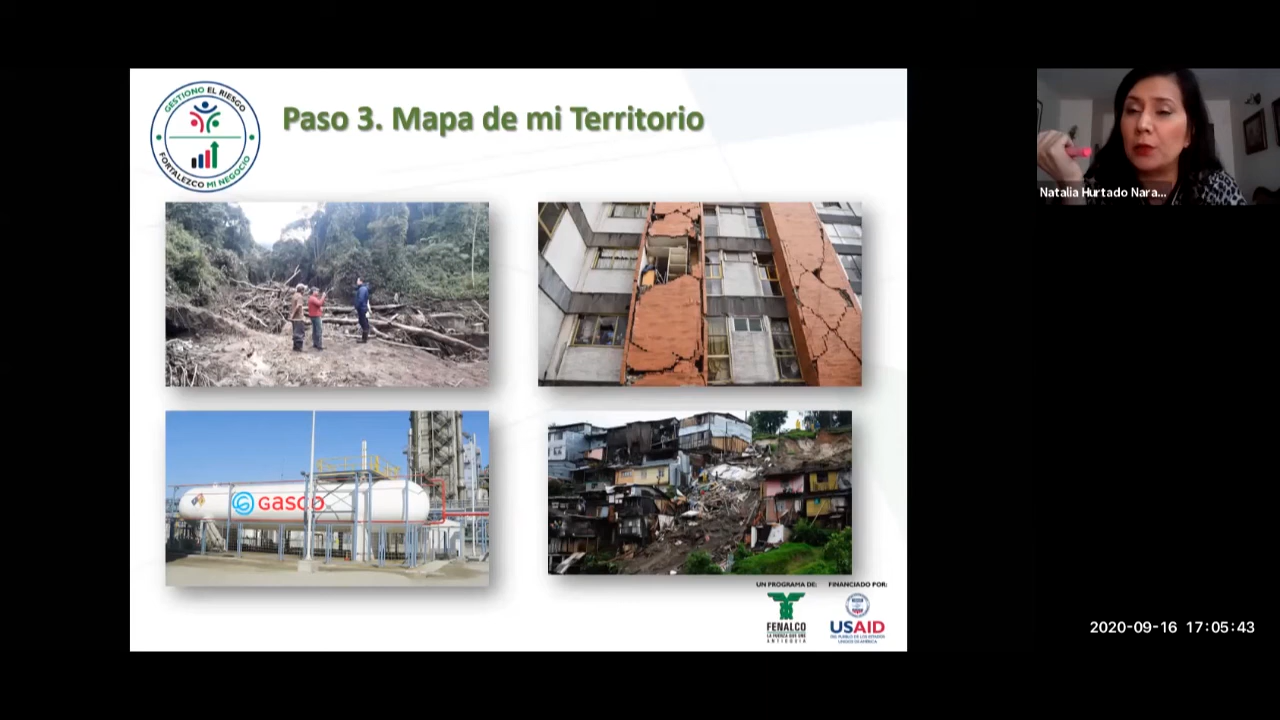 GESTIONO EL RIESGO
FORTALEZCO MI NEGOCIO
Paso 3. Mapa de mi Territorio
Natalia Hurtado Nara...
GASCO
UN PROGRAMA DE:
FINANCIADO POR:
FENALCO
LA FUERZA QUE UNE
ANTIOQUIA
USAID
DEL PUEBLO DE LOS ESTADOS
UNIDOS DE AMÉRICA
2020-09-16 17:05:43